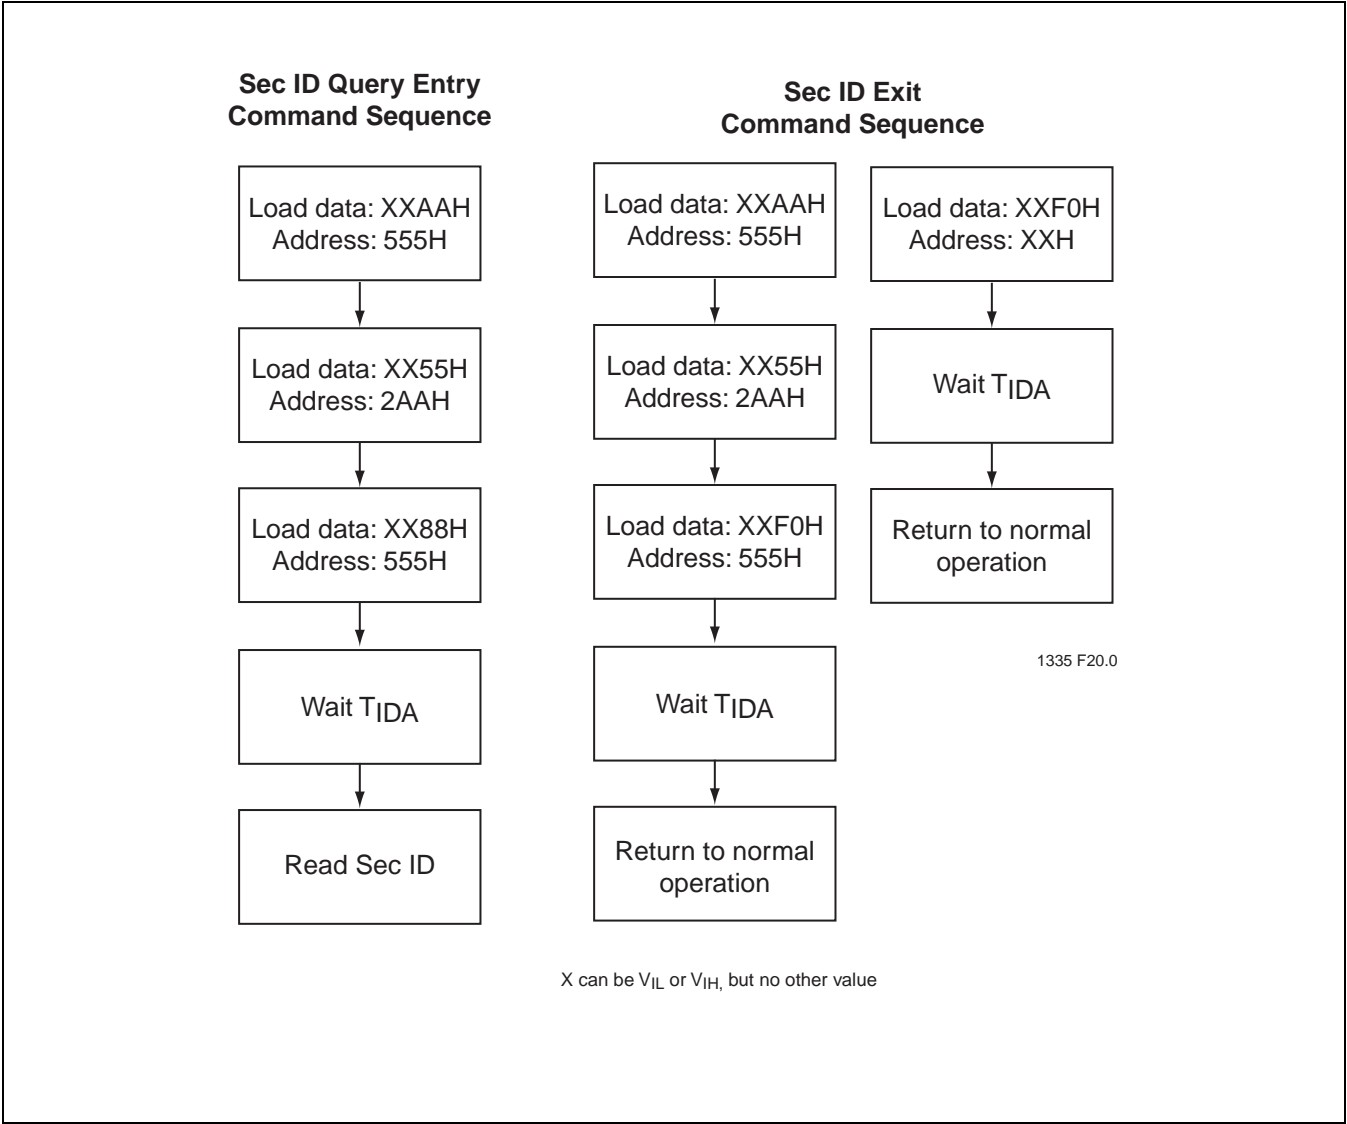 Sec ID Query Entry
Command Sequence
Load data: XXAAH
Address: 555H
Load data: XX55H
Address: 2AAH
Load data: XX88H
Address: 555H
Wait TIDA
Read Sec ID
Sec ID Exit
Command Sequence
Load data: XXAAH
Address: 555H
Load data: XX55H
Address: 2AAH
Load data: XXF0H
Address: 555H
Wait TIDA
Return to normal
operation
Load data: XXF0H
Address: XXH
Wait TIDA
Return to normal
operation
1335 F20.0
X can be VIL or VIH, but no other value